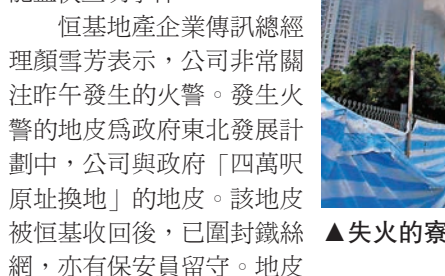 恒基地產企業傳訊總經
理顏雪芳表示，公司非常關
注昨午發生的火警。發生火
警的地皮爲政府東北發展計
劃中，公司與政府「四萬呎
原址換地」的地皮。該地皮
被恒基收回後，已圍封鐵絲
網，亦有保安員留守。地皮
▲失火的寮